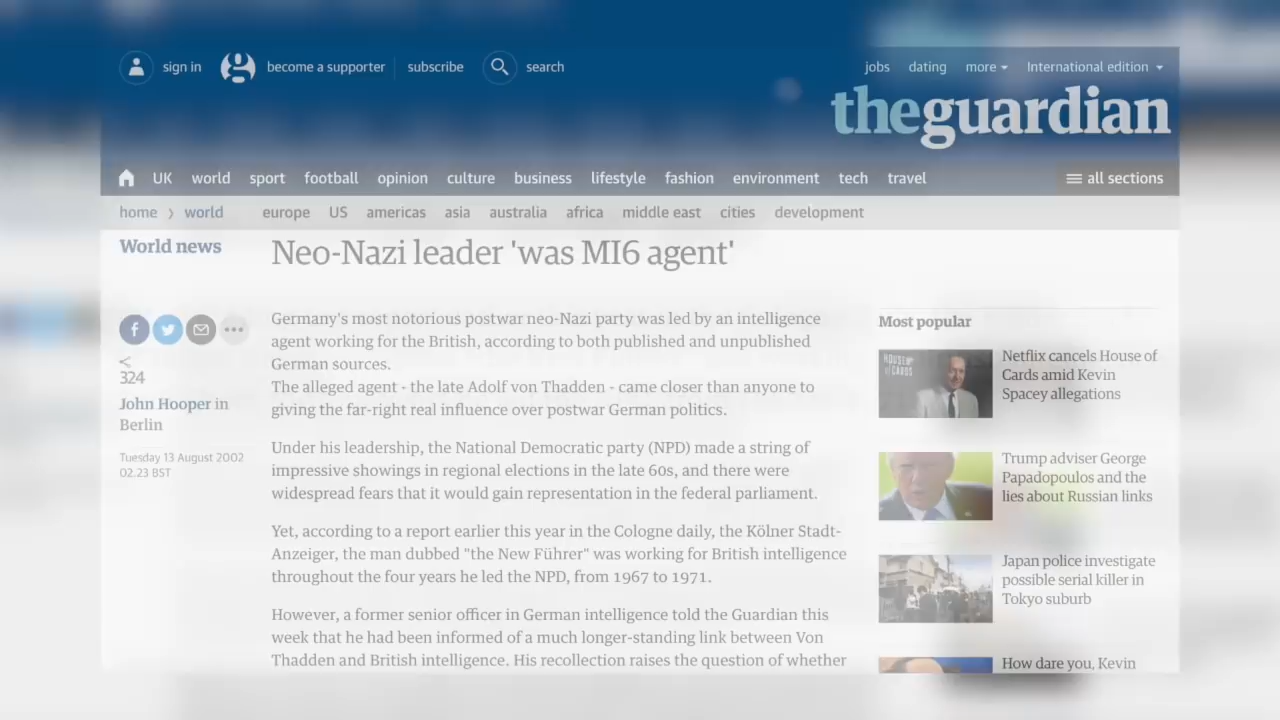 sign in
become a supporter
subscribe
search
jobs
dating
more
International edition
theguardian
UK
world
sport
football
opinion
culture
business
lifestyle
fashion
environment
tech
travel
all sections
home
world
europe
US
americas
asia
australia
africa
middle east
cities
development
World news
Neo-Nazi leader 'was MI6 agent'
324
John Hooper in
Berlin
Tuesday 13 August 2002
02.23 BST
Germany's most notorious postwar neo-Nazi party was led by an intelligence
agent working for the British, according to both published and unpublished
German sources.
The alleged agent - the late Adolf von Thadden - came closer than anyone to
giving the far-right real influence over postwar German politics.
Under his leadership, the National Democratic party (NPD) made a string of
impressive showings in regional elections in the late 60s, and there were
widespread fears that it would gain representation in the federal parliament.
Yet, according to a report earlier this year in the Cologne daily, the Kölner Stadt-
Anzeiger, the man dubbed "the New Führer" was working for British intelligence
throughout the four years he led the NPD, from 1967 to 1971.
However, a former senior officer in German intelligence told the Guardian this
week that he had been informed of a much longer-standing link between Von
Thadden and British intelligence. His recollection raises the question of whether
Most popular
HOUSE
of CARDS
Netflix cancels House of
Cards amid Kevin
Spacey allegations
Trump adviser George
Papadopoulos and the
lies about Russian links
Japan police investigate
possible serial killer in
Tokyo suburb
How dare you, Kevin